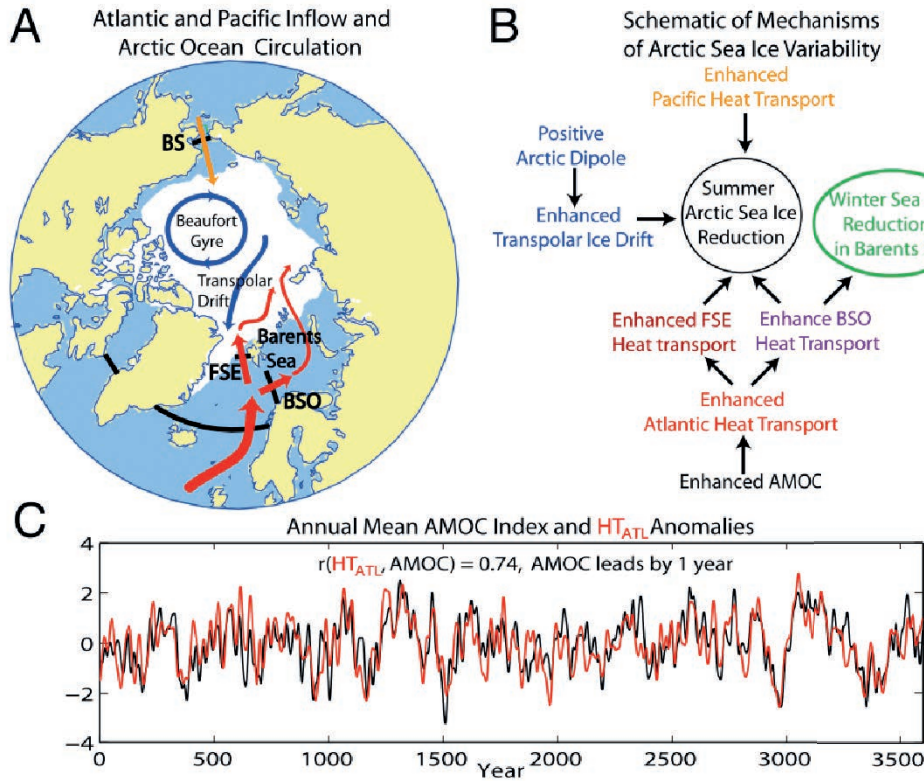 A
Atlantic and Pacific Inflow and
Arctic Ocean Circulation
BS
Beaufort
Gyre
Transpolar
Drift
Barents
Sea
FSE
BSO
B
Schematic of Mechanisms
of Arctic Sea Ice Variability
Enhanced
Pacific Heat Transport
Positive
Arctic Dipole
Enhanced
Transpolar Ice Drift
Summer
Arctic Sea Ice
Reduction
Winter Sea
Reduction
in Barents
Enhanced FSE
Heat transport
Enhance BSO
Heat Transport
Enhanced
Atlantic Heat Transport
Enhanced AMOC
C
Annual Mean AMOC Index and HT_ATL Anomalies
r(HT_ATL, AMOC) = 0.74, AMOC leads by 1 year
4
2
0
−2
−4
0 500 1000 1500 2000 2500 3000 3500
Year